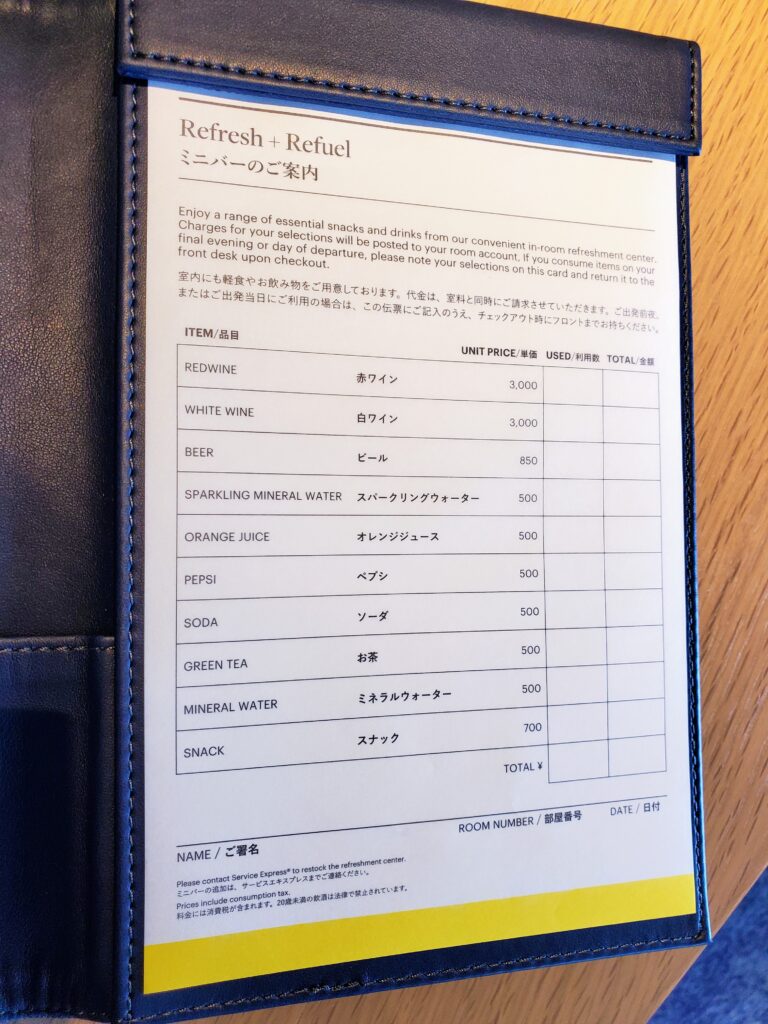 Refresh + Refuel
ミニバーのご案内
Enjoy a range of essential snacks and drinks from our convenient in-room refreshment center.
Charges for your selections will be posted to your room account. If you consume items on your
final evening or day of departure, please note your selections on this card and return it to the
front desk upon checkout.
室内にも軽食やお飲み物をご用意しております。代金は、室料と同時にご請求させていただきます。ご出発前夜、
またはご出発当日にご利用の場合は、この伝票にご記入のうえ、チェックアウト時にフロントまでお持ちください。
ITEM/品目 UNIT PRICE/単価 USED/利用数 TOTAL/金額
REDWINE 赤ワイン 3,000
WHITE WINE 白ワイン 3,000
BEER ビール 850
SPARKLING MINERAL WATER スパークリングウォーター 500
ORANGE JUICE オレンジジュース 500
PEPSI ペプシ 500
SODA ソーダ 500
GREEN TEA お茶 500
MINERAL WATER ミネラルウォーター 500
SNACK スナック 700
TOTAL ¥
NAME / ご署名 ROOM NUMBER / 部屋番号 DATE / 日付
Please contact Service Express® to restock the refreshment center.
ミニバーの追加は、サービスエキスプレスまでご連絡ください。
Prices include consumption tax.
料金には消費税が含まれます。20歳未満の飲酒は法律で禁止されています。